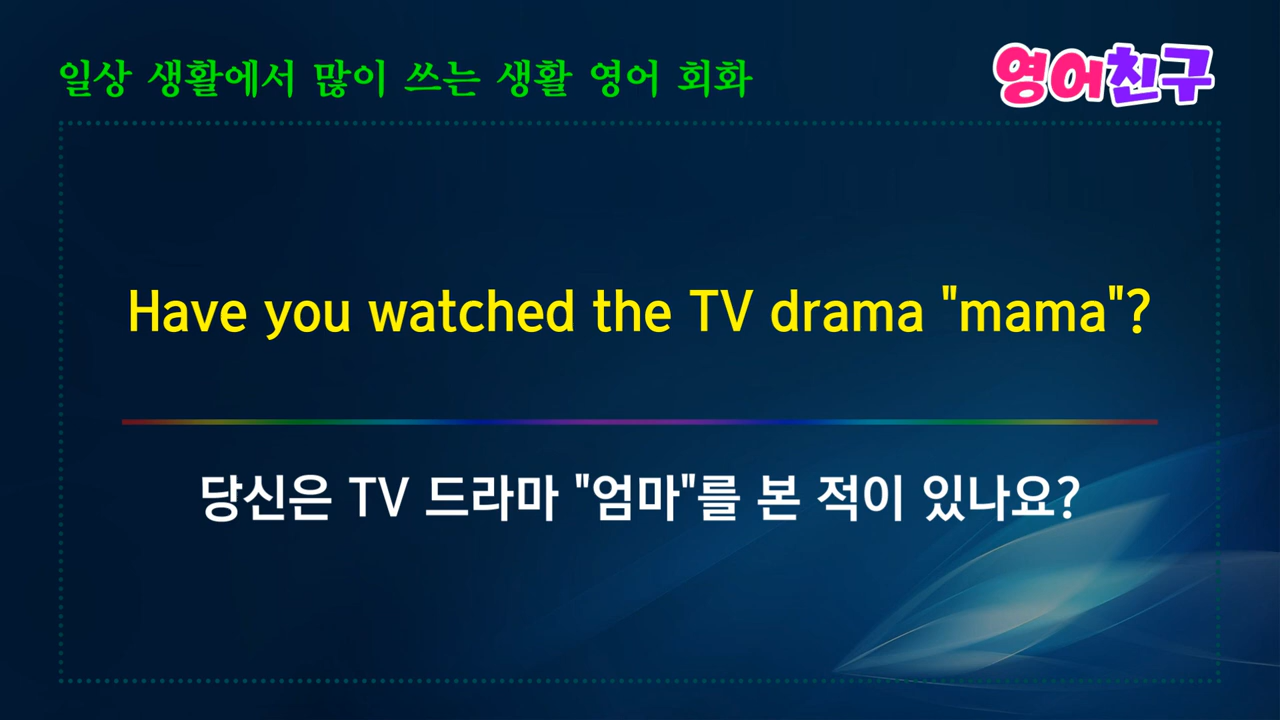 일상 생활에서 많이 쓰는 생활 영어 회화
영어친구
Have you watched the TV drama "mama"?
당신은 TV 드라마 "엄마"를 본 적이 있나요?